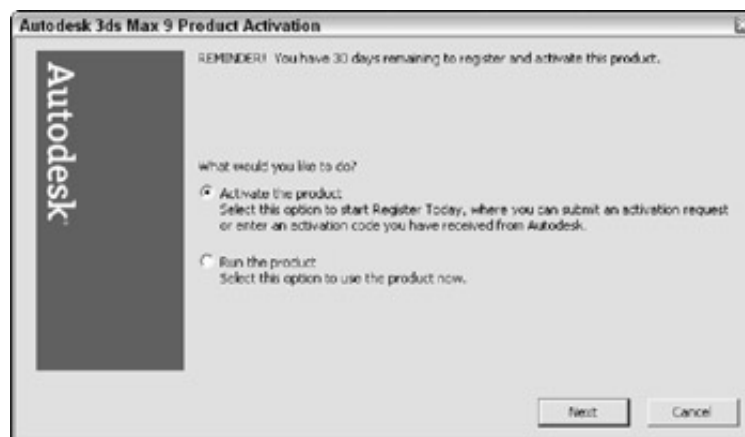 Autodesk 3ds Max 9 Product Activation
Autodesk
REMINDER! You have 30 days remaining to register and activate this product.
What would you like to do?
Activate the product
Select this option to start Register Today, where you can submit an activation request
or enter an activation code you have received from Autodesk.
Run the product
Select this option to use the product now.
Next Cancel